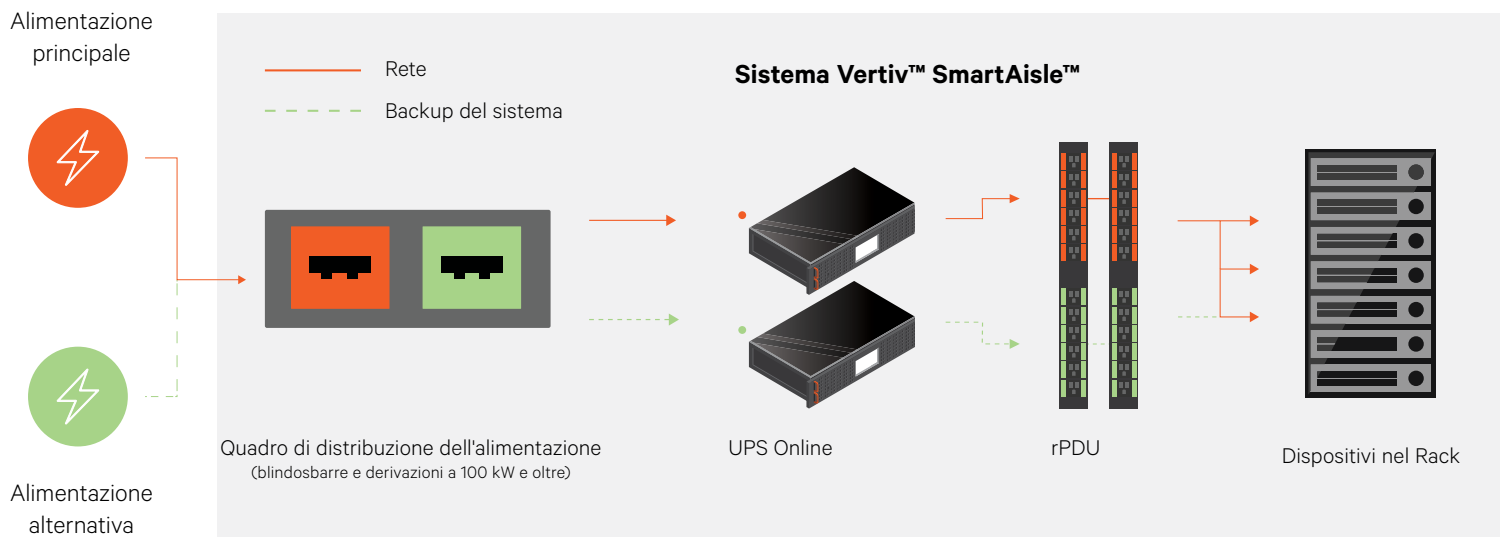 Alimentazione
principale
Rete
Backup del sistema
Sistema Vertiv™ SmartAisle™
Quadro di distribuzione dell'alimentazione
(blindosbarre e derivazioni a 100 kW e oltre)
UPS Online
rPDU
Dispositivi nel Rack
Alimentazione
alternativa